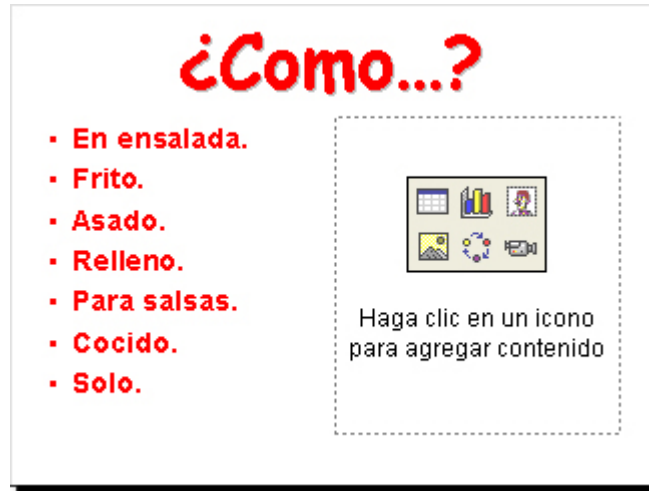 ¿Como...?
▪ En ensalada.
▪ Frito.
▪ Asado.
▪ Relleno.
▪ Para salsas.
▪ Cocido.
▪ Solo.
Haga clic en un icono
para agregar contenido